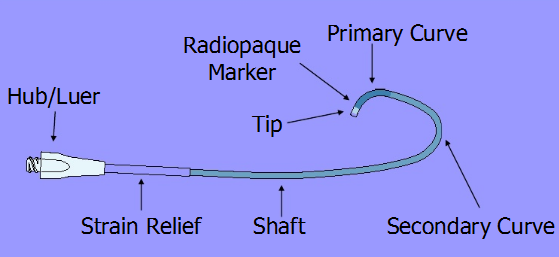 Primary Curve
Radiopaque
Marker
Hub/Luer
Tip
Strain Relief
Shaft
Secondary Curve